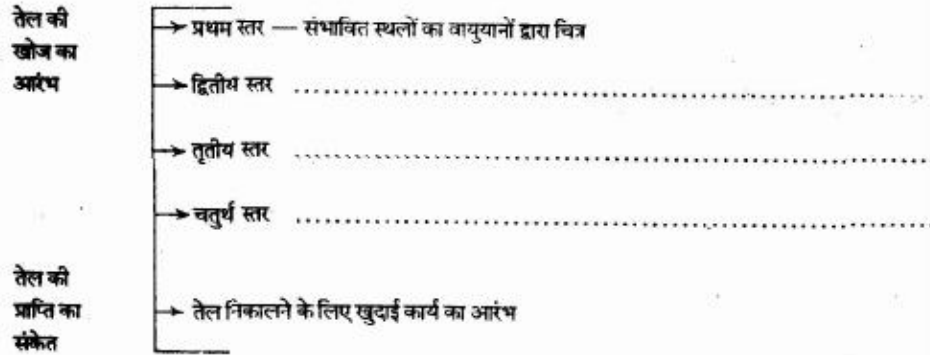 तेल की
खोज का
आरंभ
प्रथम स्तर — संभावित स्थलों का वायुयानों द्वारा चित्र
द्वितीय स्तर ................................................
तृतीय स्तर ................................................
चतुर्थ स्तर ................................................
तेल की
प्राप्ति का
संकेत
तेल निकालने के लिए खुदाई कार्य का आरंभ